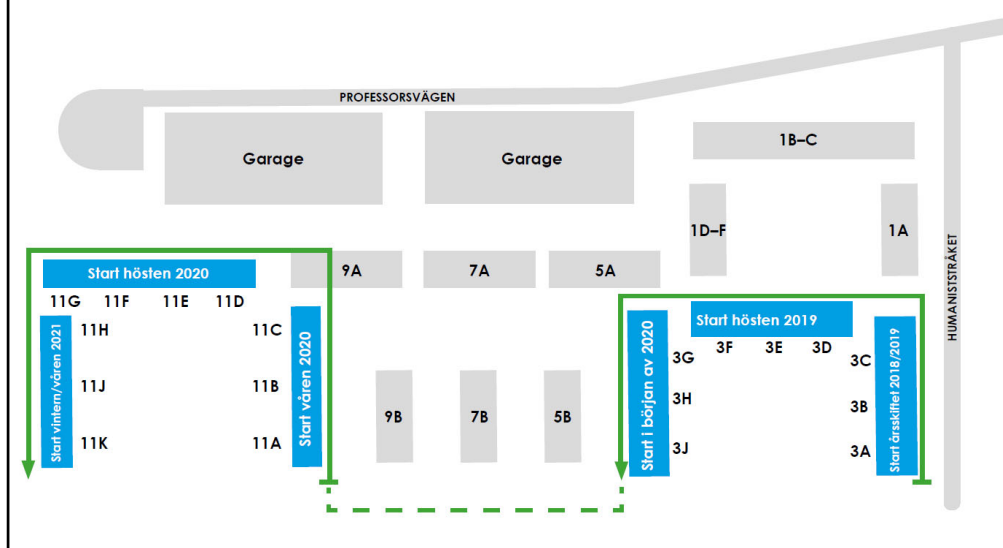 PROFESSORSVÄGEN
Garage
Garage
1B–C
1D–F
1A
HUMANISTSTRÅKET
9A
7A
5A
Start hösten 2020
11G
11F
11E
11D
Start vintern/våren 2021
11H
11J
11K
11C
11B
11A
Start våren 2020
9B
7B
5B
Start i början av 2020
Start hösten 2019
3G
3F
3E
3D
3C
3H
3B
3J
3A
Start årsskiftet 2018/2019